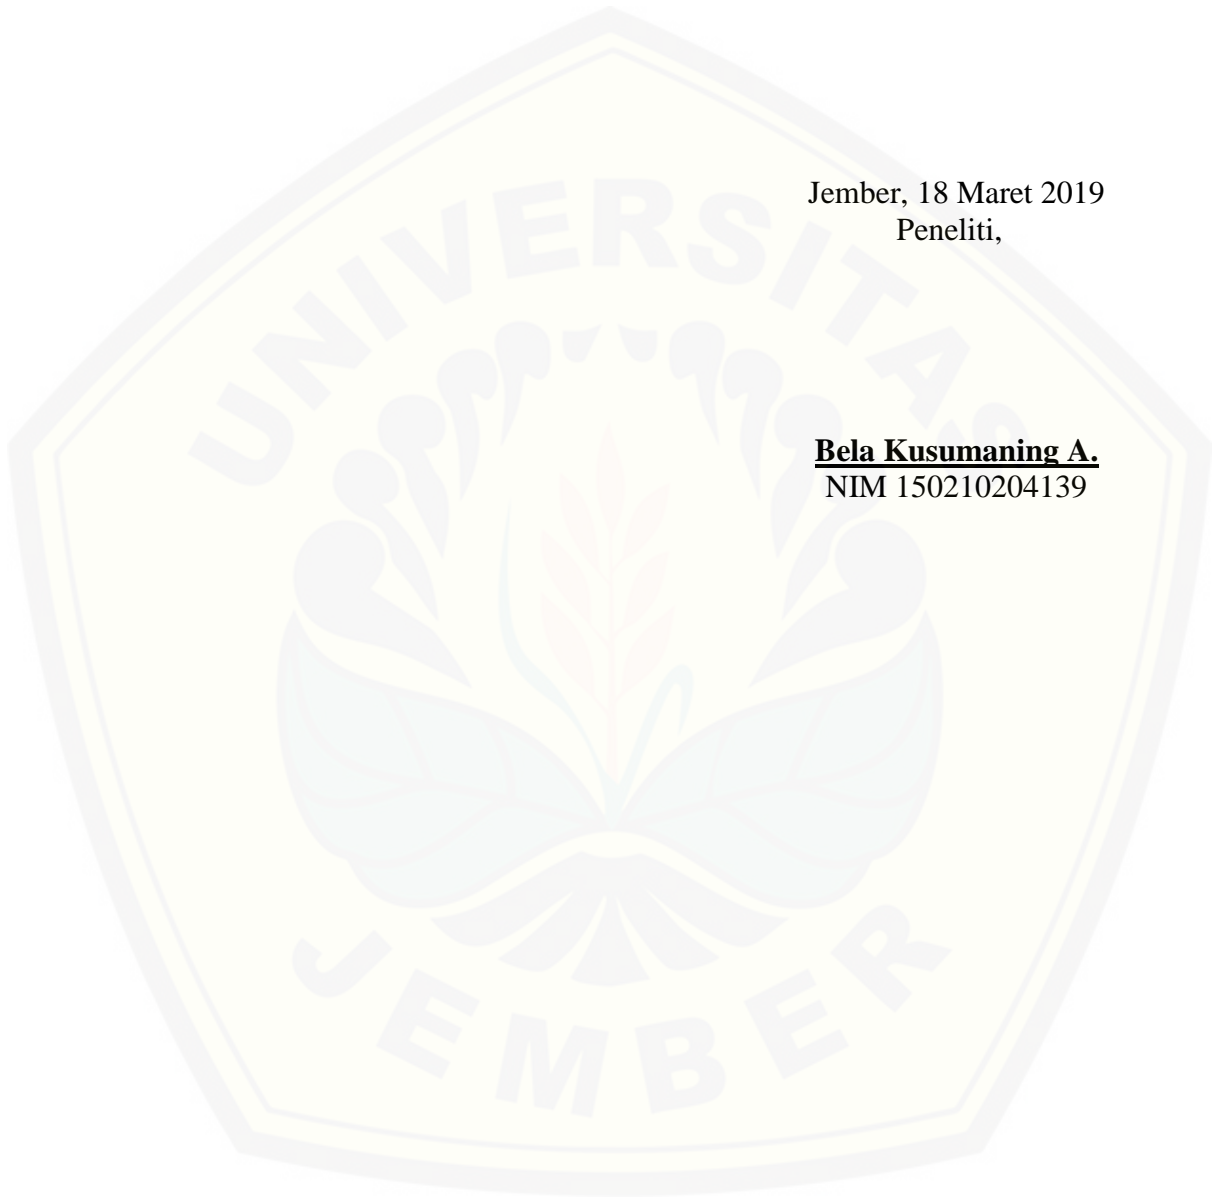 Jember, 18 Maret 2019
Peneliti,
UNIVERSITAS
Bela Kusumaning A.
NIM 150210204139
JEMBER